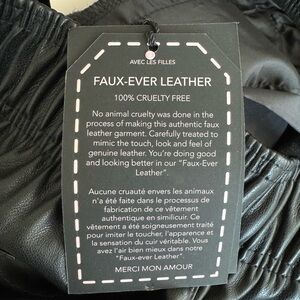 AVEC LES FILLES
FAUX-EVER LEATHER
100% CRUELTY FREE
No animal cruelty was done in the
process of making this authentic faux
leather garment. Carefully treated to
mimic the touch, look and feel of
genuine leather. You're doing good
and looking better in our "Faux-Ever
Leather".
Aucune cruauté envers les animaux
n'a été faite dans le processus de
fabrication de ce vêtement
authentique en similicuir. Ce
vêtement a été soigneusement traité
pour imiter le toucher, l'apparence et
la sensation du cuir véritable. Vous
avez l'air bien mieux dans notre
"Faux-ever Leather".
MERCI MON AMOUR